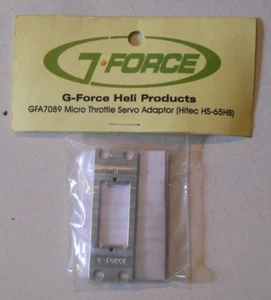 G-FORCE
G-Force Heli Products
GFA7089 Micro Throttle Servo Adaptor (Hitec HS-65HB)
G-FORCE